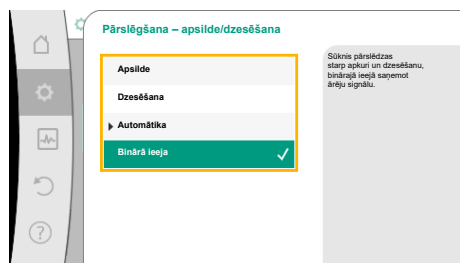 Pārslēgšana – apsilde/dzesēšana
Apsilde
Dzesēšana
Automātika
Binārā ieeja
Sūknis pārslēdzas
starp apkuri un dzesēšanu,
binārajā ieejā saņemot
ārēju signālu.
?